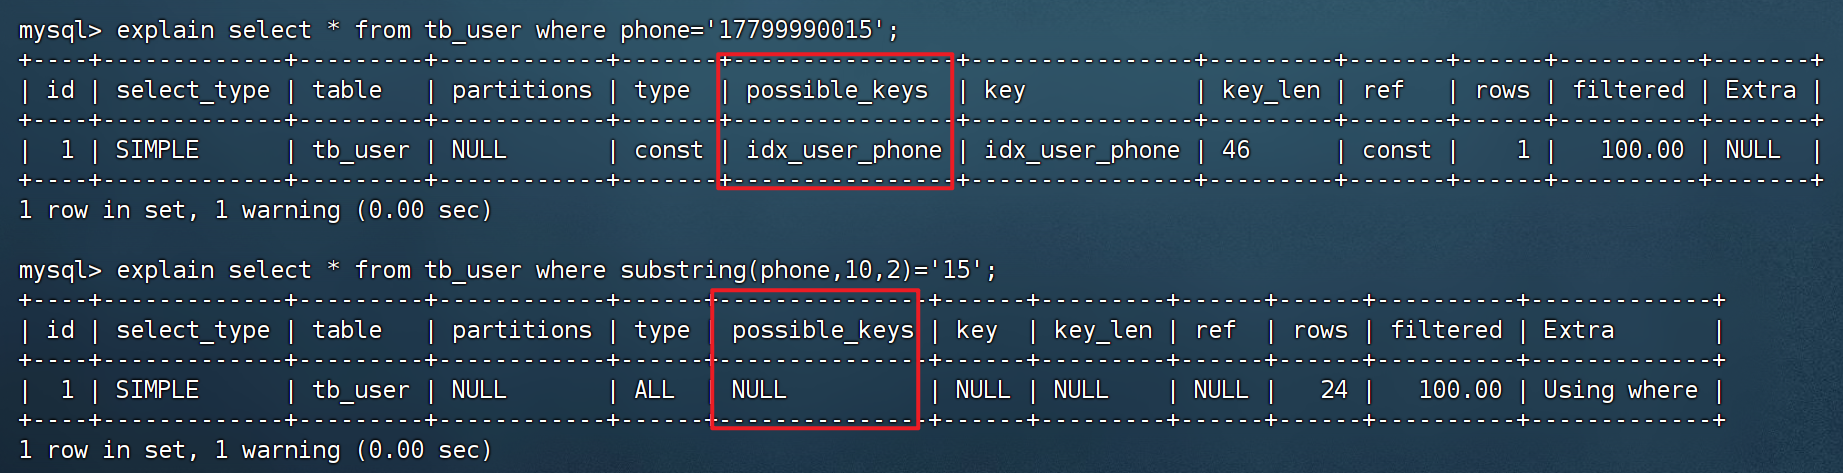 mysql> explain select * from tb_user where phone='17799990015';
+----+-------------+---------+------------+-------+----------------+----------------+---------+-------+------+----------+-------+
| id | select_type | table   | partitions | type  | possible_keys  | key            | key_len | ref   | rows | filtered | Extra |
+----+-------------+---------+------------+-------+----------------+----------------+---------+-------+------+----------+-------+
|  1 | SIMPLE      | tb_user | NULL       | const | idx_user_phone | idx_user_phone | 46      | const |    1 |   100.00 | NULL  |
+----+-------------+---------+------------+-------+----------------+----------------+---------+-------+------+----------+-------+
1 row in set, 1 warning (0.00 sec)
mysql> explain select * from tb_user where substring(phone,10,2)='15';
+----+-------------+---------+------------+------+---------------+------+---------+------+------+----------+-------------+
| id | select_type | table   | partitions | type | possible_keys | key  | key_len | ref  | rows | filtered | Extra       |
+----+-------------+---------+------------+------+---------------+------+---------+------+------+----------+-------------+
|  1 | SIMPLE      | tb_user | NULL       | ALL  | NULL          | NULL | NULL    | NULL |   24 |   100.00 | Using where |
+----+-------------+---------+------------+------+---------------+------+---------+------+------+----------+-------------+
1 row in set, 1 warning (0.00 sec)